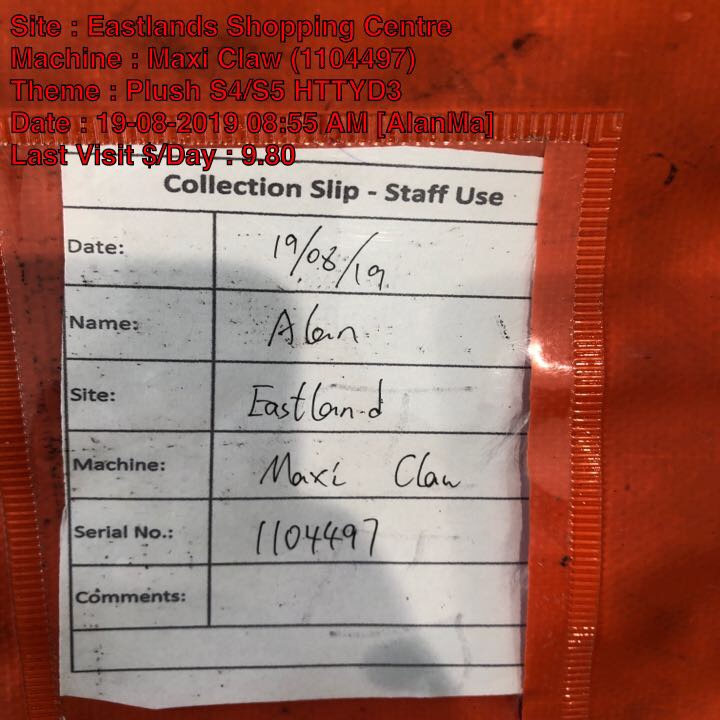 Site : Eastlands Shopping Centre
Machine : Maxi Claw (1104497)
Theme : Plush S4/S5 HTTYD3
Date : 19-08-2019 08:55 AM [AlanMa]
Last Visit $/Day : 9.80
Collection Slip - Staff Use
Date: 19/08/19
Name: Alan
Site: Eastland
Machine: Maxi Claw
Serial No.: 1104497
Comments: